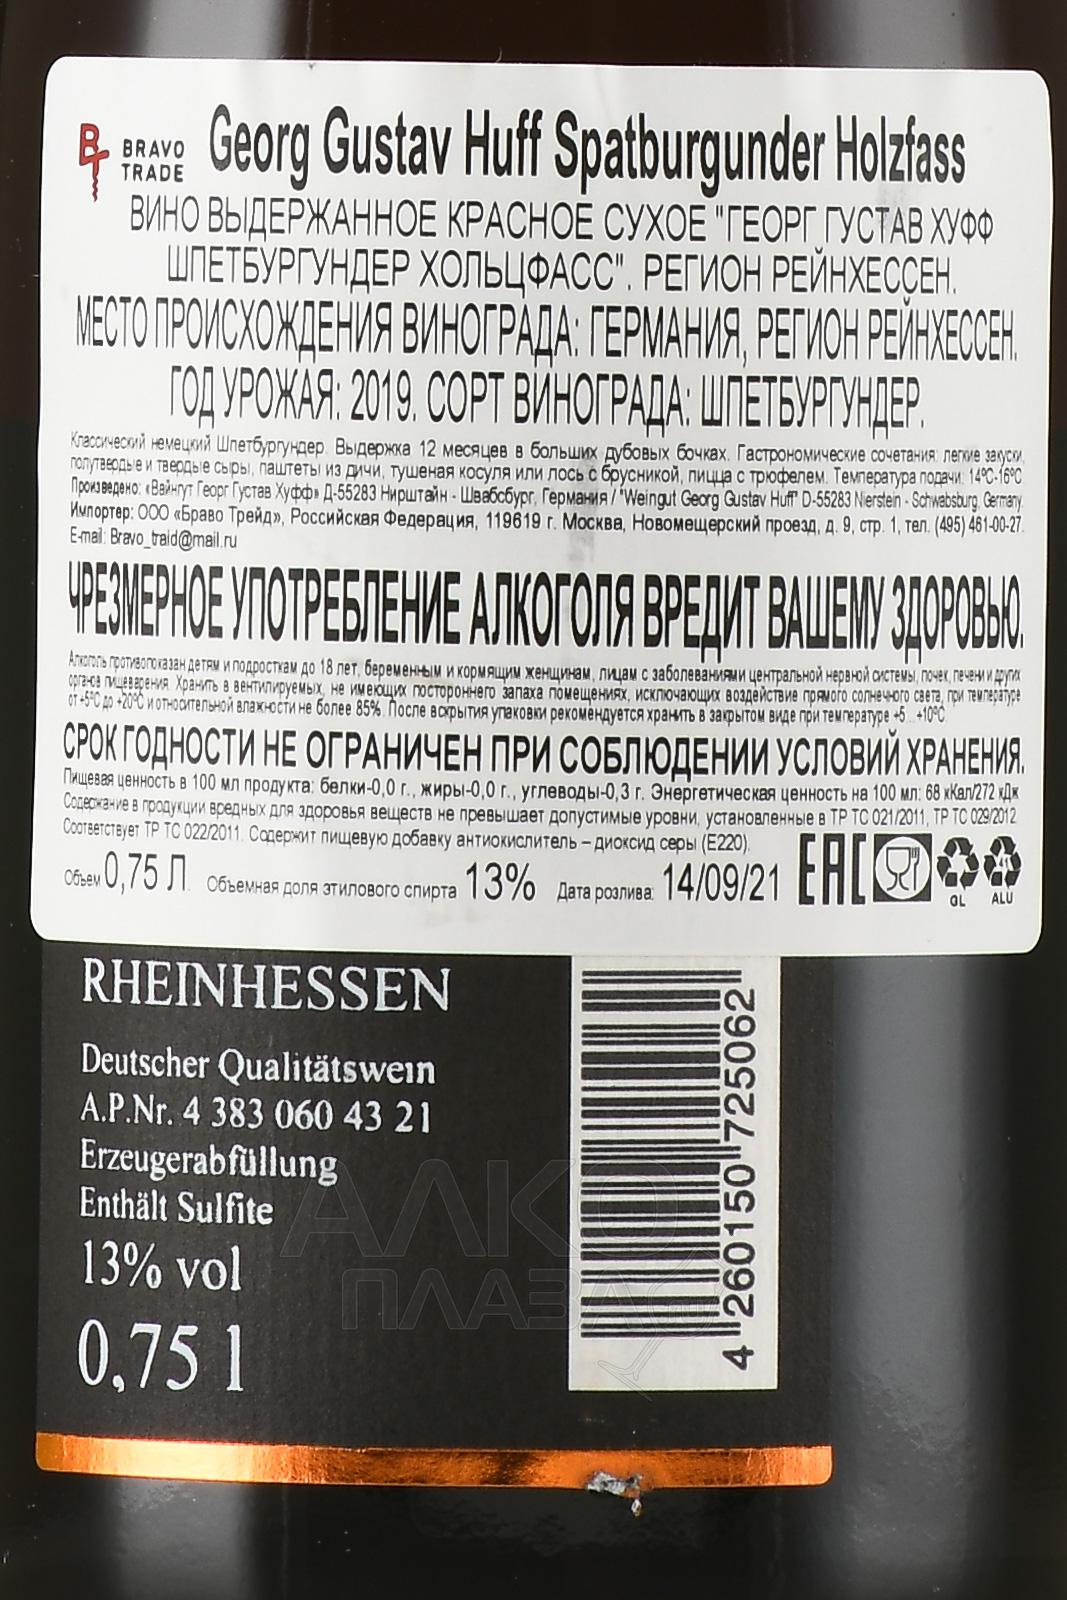 BRAVO
TRADE
Georg Gustav Huff Spatburgunder Holzfass
ВИНО ВЫДЕРЖАННОЕ КРАСНОЕ СУХОЕ "ГЕОРГ ГУСТАВ ХУФФ
ШПЕТБУРГУНДЕР ХОЛЬЦФАСС". РЕГИОН РЕЙНХЕССЕН.
МЕСТО ПРОИСХОЖДЕНИЯ ВИНОГРАДА: ГЕРМАНИЯ, РЕГИОН РЕЙНХЕССЕН.
ГОД УРОЖАЯ: 2019. СОРТ ВИНОГРАДА: ШПЕТБУРГУНДЕР.
Классический немецкий Шпетбургундер. Выдержка 12 месяцев в больших дубовых бочках. Гастрономические сочетания: легкие закуски,
полутвердые и твердые сыры, паштеты из дичи, тушеная косуля или лось с брусникой, пицца с трюфелем. Температура подачи: 14°C-16°C.
Произведено: «Вайнгут Георг Густав Хуфф» Д-55283 Нирштайн - Швабсбург, Германия / "Weingut Georg Gustav Huff" D-55283 Nierstein - Schwabsburg, Germany.
Импортер: ООО «Браво Трейд», Российская Федерация, 119619 г. Москва, Новомещерский проезд, д. 9, стр. 1, тел. (495) 461-00-27.
E-mail: Bravo_traid@mail.ru
ЧРЕЗМЕРНОЕ УПОТРЕБЛЕНИЕ АЛКОГОЛЯ ВРЕДИТ ВАШЕМУ ЗДОРОВЬЮ.
Алкоголь противопоказан детям и подросткам до 18 лет, беременным и кормящим женщинам, лицам с заболеваниями центральной нервной системы, почек, печени и других
органов пищеварения. Хранить в вентилируемых, не имеющих постороннего запаха помещениях, исключающих воздействие прямого солнечного света, при температуре
от +5°C до +20°C и относительной влажности не более 85%. После вскрытия упаковки рекомендуется хранить в закрытом виде при температуре +5...+10°C.
СРОК ГОДНОСТИ НЕ ОГРАНИЧЕН ПРИ СОБЛЮДЕНИИ УСЛОВИЙ ХРАНЕНИЯ.
Пищевая ценность в 100 мл продукта: белки-0,0 г., жиры-0,0 г., углеводы-0,3 г. Энергетическая ценность на 100 мл: 68 кКал/272 кДж
Содержание в продукции вредных для здоровья веществ не превышает допустимые уровни, установленные в ТР ТС 021/2011, ТР ТС 029/2012.
Соответствует ТР ТС 022/2011. Содержит пищевую добавку антиокислитель – диоксид серы (Е220).
Объем 0,75 Л. Объемная доля этилового спирта 13% Дата розлива: 14/09/21 EAC
GL
41
ALU
RHEINHESSEN
Deutscher Qualitätswein
A.P.Nr. 4 383 060 43 21
Erzeugerabfüllung
Enthält Sulfite
13% vol
0,75 l
4 260150 725062
АЛКО
ПЛАЗА